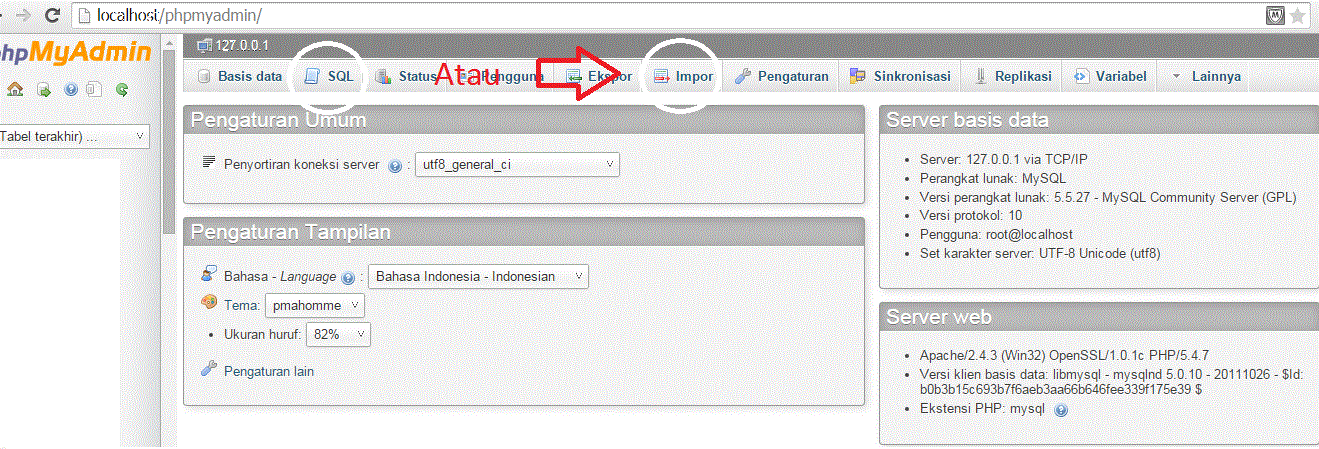 localhost/phpmyadmin/
phpMyAdmin
127.0.0.1
Basis data SQL Status Pengguna Ekspor Impor Pengaturan Sinkronisasi Replikasi Variabel Lainnya
Atau
Tabel terakhir) ...
Pengaturan Umum
Penyortiran koneksi server : utf8_general_ci
Pengaturan Tampilan
Bahasa - Language : Bahasa Indonesia - Indonesian
Tema: pmahomme
Ukuran huruf: 82%
Pengaturan lain
Server basis data
Server: 127.0.0.1 via TCP/IP
Perangkat lunak: MySQL
Versi perangkat lunak: 5.5.27 - MySQL Community Server (GPL)
Versi protokol: 10
Pengguna: root@localhost
Set karakter server: UTF-8 Unicode (utf8)
Server web
Apache/2.4.3 (Win32) OpenSSL/1.0.1c PHP/5.4.7
Versi klien basis data: libmysql - mysqlnd 5.0.10 - 20111026 - $Id:
b0b3b15c693b7f6aeb3aa66b646fee339f175e39 $
Ekstensi PHP: mysql